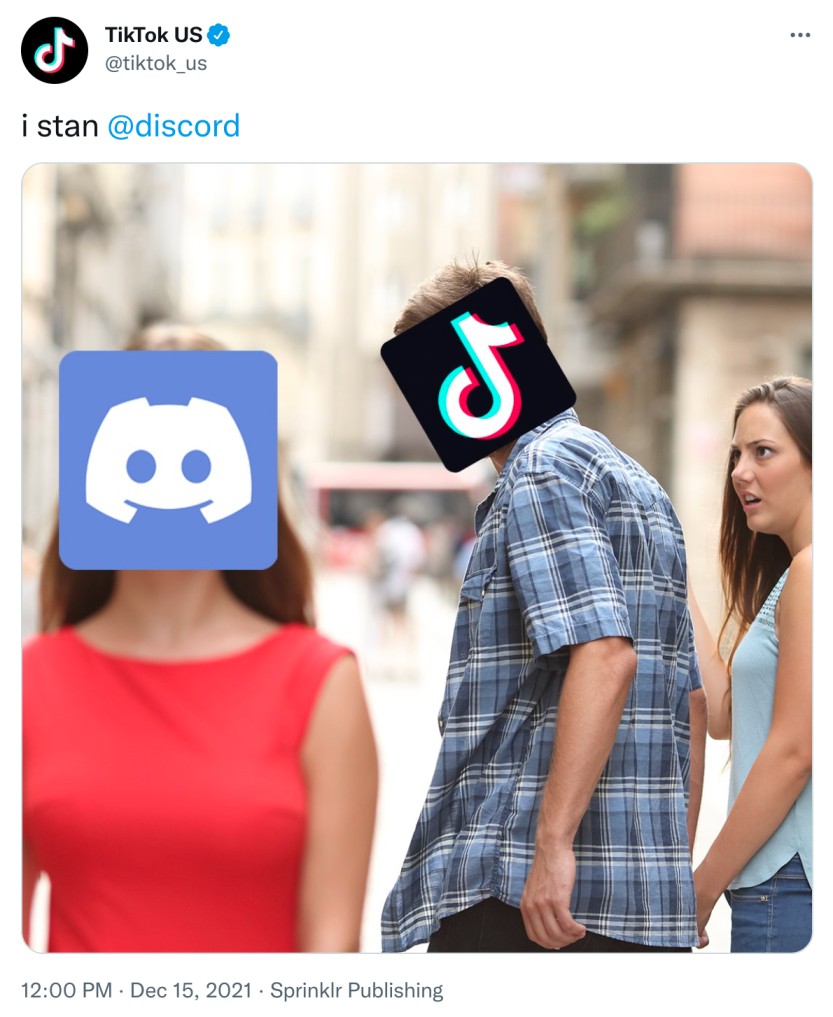 TikTok US
@tiktok_us
i stan @discord
12:00 PM · Dec 15, 2021 · Sprinklr Publishing